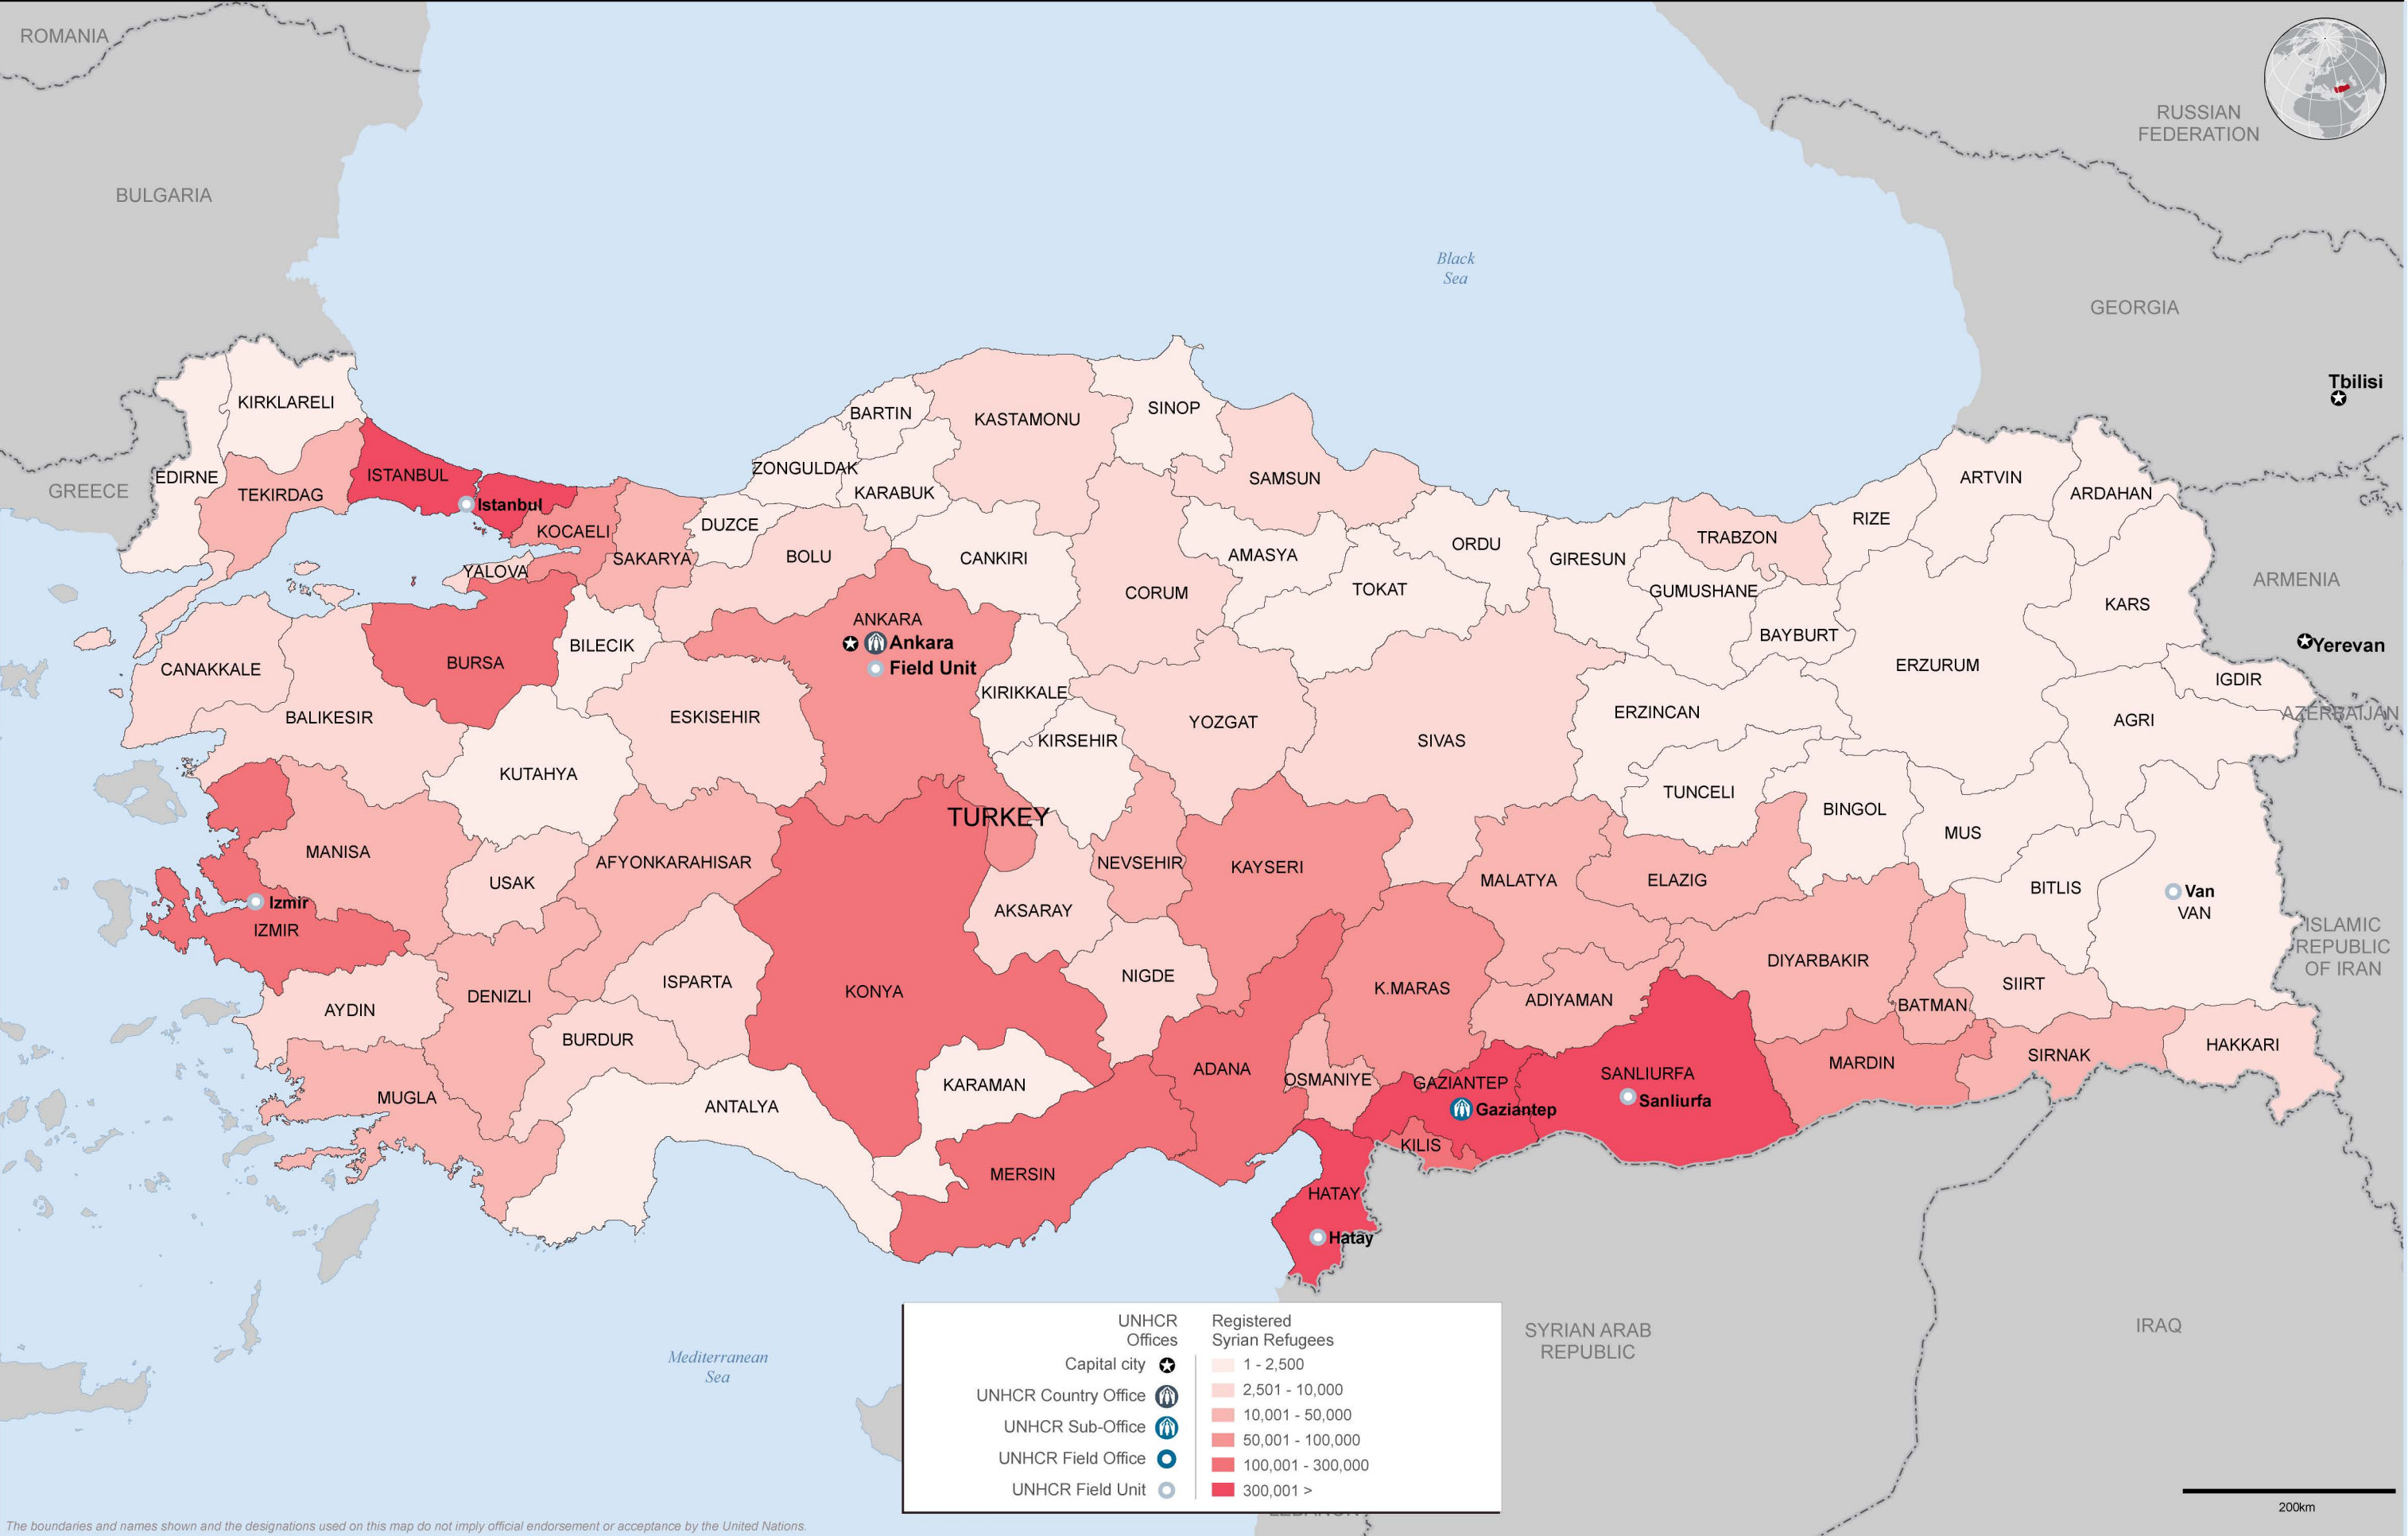 ROMANIA
RUSSIAN
FEDERATION
BULGARIA
Black
Sea
GEORGIA
Tbilisi
KIRKLARELI
BARTIN
SINOP
KASTAMONU
EDIRNE
ISTANBUL
ZONGULDAK
SAMSUN
ARTVIN
GREECE
TEKIRDAG
Istanbul
KARABUK
ARDAHAN
KOCAELI
DUZCE
TRABZON
RIZE
SAKARYA
BOLU
CANKIRI
AMASYA
ORDU
GIRESUN
YALOVA
CORUM
TOKAT
GUMUSHANE
ARMENIA
KARS
ANKARA
BILECIK
Ankara
BAYBURT
Yerevan
CANAKKALE
BURSA
Field Unit
ERZURUM
IGDIR
KIRIKKALE
BALIKESIR
ESKISEHIR
YOZGAT
ERZINCAN
AGRI
AZERBAIJAN
KIRSEHIR
SIVAS
KUTAHYA
TUNCELI
BINGOL
TURKEY
MUS
MANISA
AFYONKARAHISAR
NEVSEHIR
KAYSERI
USAK
MALATYA
ELAZIG
BITLIS
Van
VAN
Izmir
IZMIR
AKSARAY
ISLAMIC
REPUBLIC
OF IRAN
ISPARTA
NIGDE
DIYARBAKIR
KONYA
K.MARAS
SIIRT
AYDIN
DENIZLI
ADIYAMAN
BATMAN
BURDUR
HAKKARI
SIRNAK
ADANA
MARDIN
KARAMAN
OSMANIYE
GAZIANTEP
SANLIURFA
MUGLA
ANTALYA
Gaziantep
Sanliurfa
KILIS
MERSIN
HATAY
Hatay
Mediterranean
Sea
SYRIAN ARAB
REPUBLIC
IRAQ
LEBANON
UNHCR
Offices
Capital city
UNHCR Country Office
UNHCR Sub-Office
UNHCR Field Office
UNHCR Field Unit
Registered
Syrian Refugees
1 - 2,500
2,501 - 10,000
10,001 - 50,000
50,001 - 100,000
100,001 - 300,000
300,001 >
200km
The boundaries and names shown and the designations used on this map do not imply official endorsement or acceptance by the United Nations.